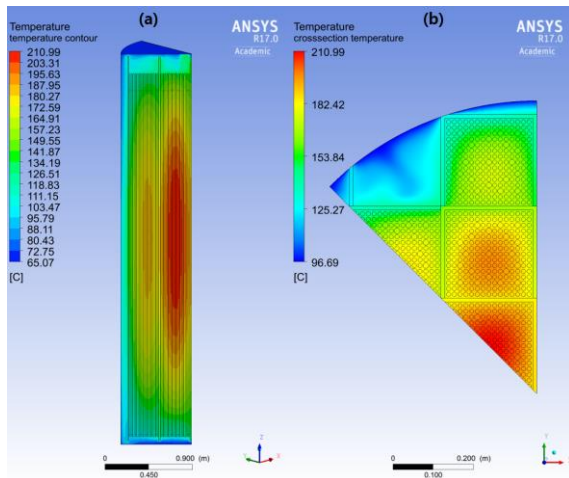 (a)
Temperature
temperature contour
210.99
203.31
195.63
187.95
180.27
172.59
164.91
157.23
149.55
141.87
134.19
126.51
118.83
111.15
103.47
95.79
88.11
80.43
72.75
65.07
[C]
ANSYS
R17.0
Academic
0
0.900 (m)
0.450
Y
Z
X
(b)
Temperature
crosssection temperature
210.99
182.42
153.84
125.27
96.69
[C]
ANSYS
R17.0
Academic
0
0.200 (m)
0.100
Y
Z